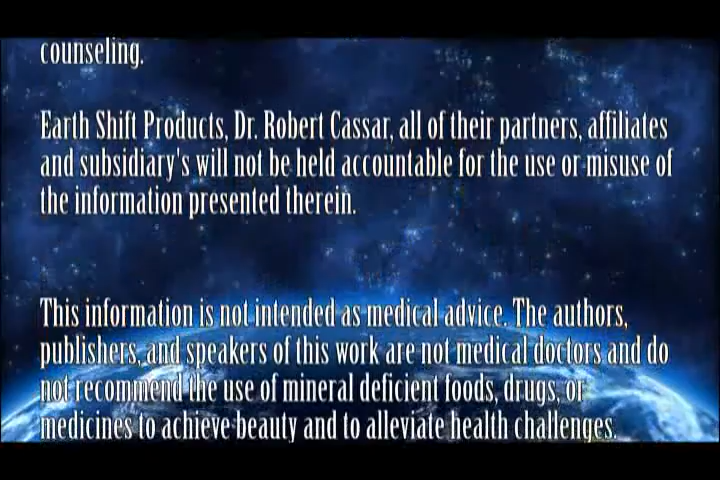 counseling.
Earth Shift Products, Dr. Robert Cassar, all of their partners, affiliates
and subsidiary's will not be held accountable for the use or misuse of
the information presented therein.
This information is not intended as medical advice. The authors,
publishers, and speakers of this work are not medical doctors and do
not recommend the use of mineral deficient foods, drugs, or
medicines to achieve beauty and to alleviate health challenges.